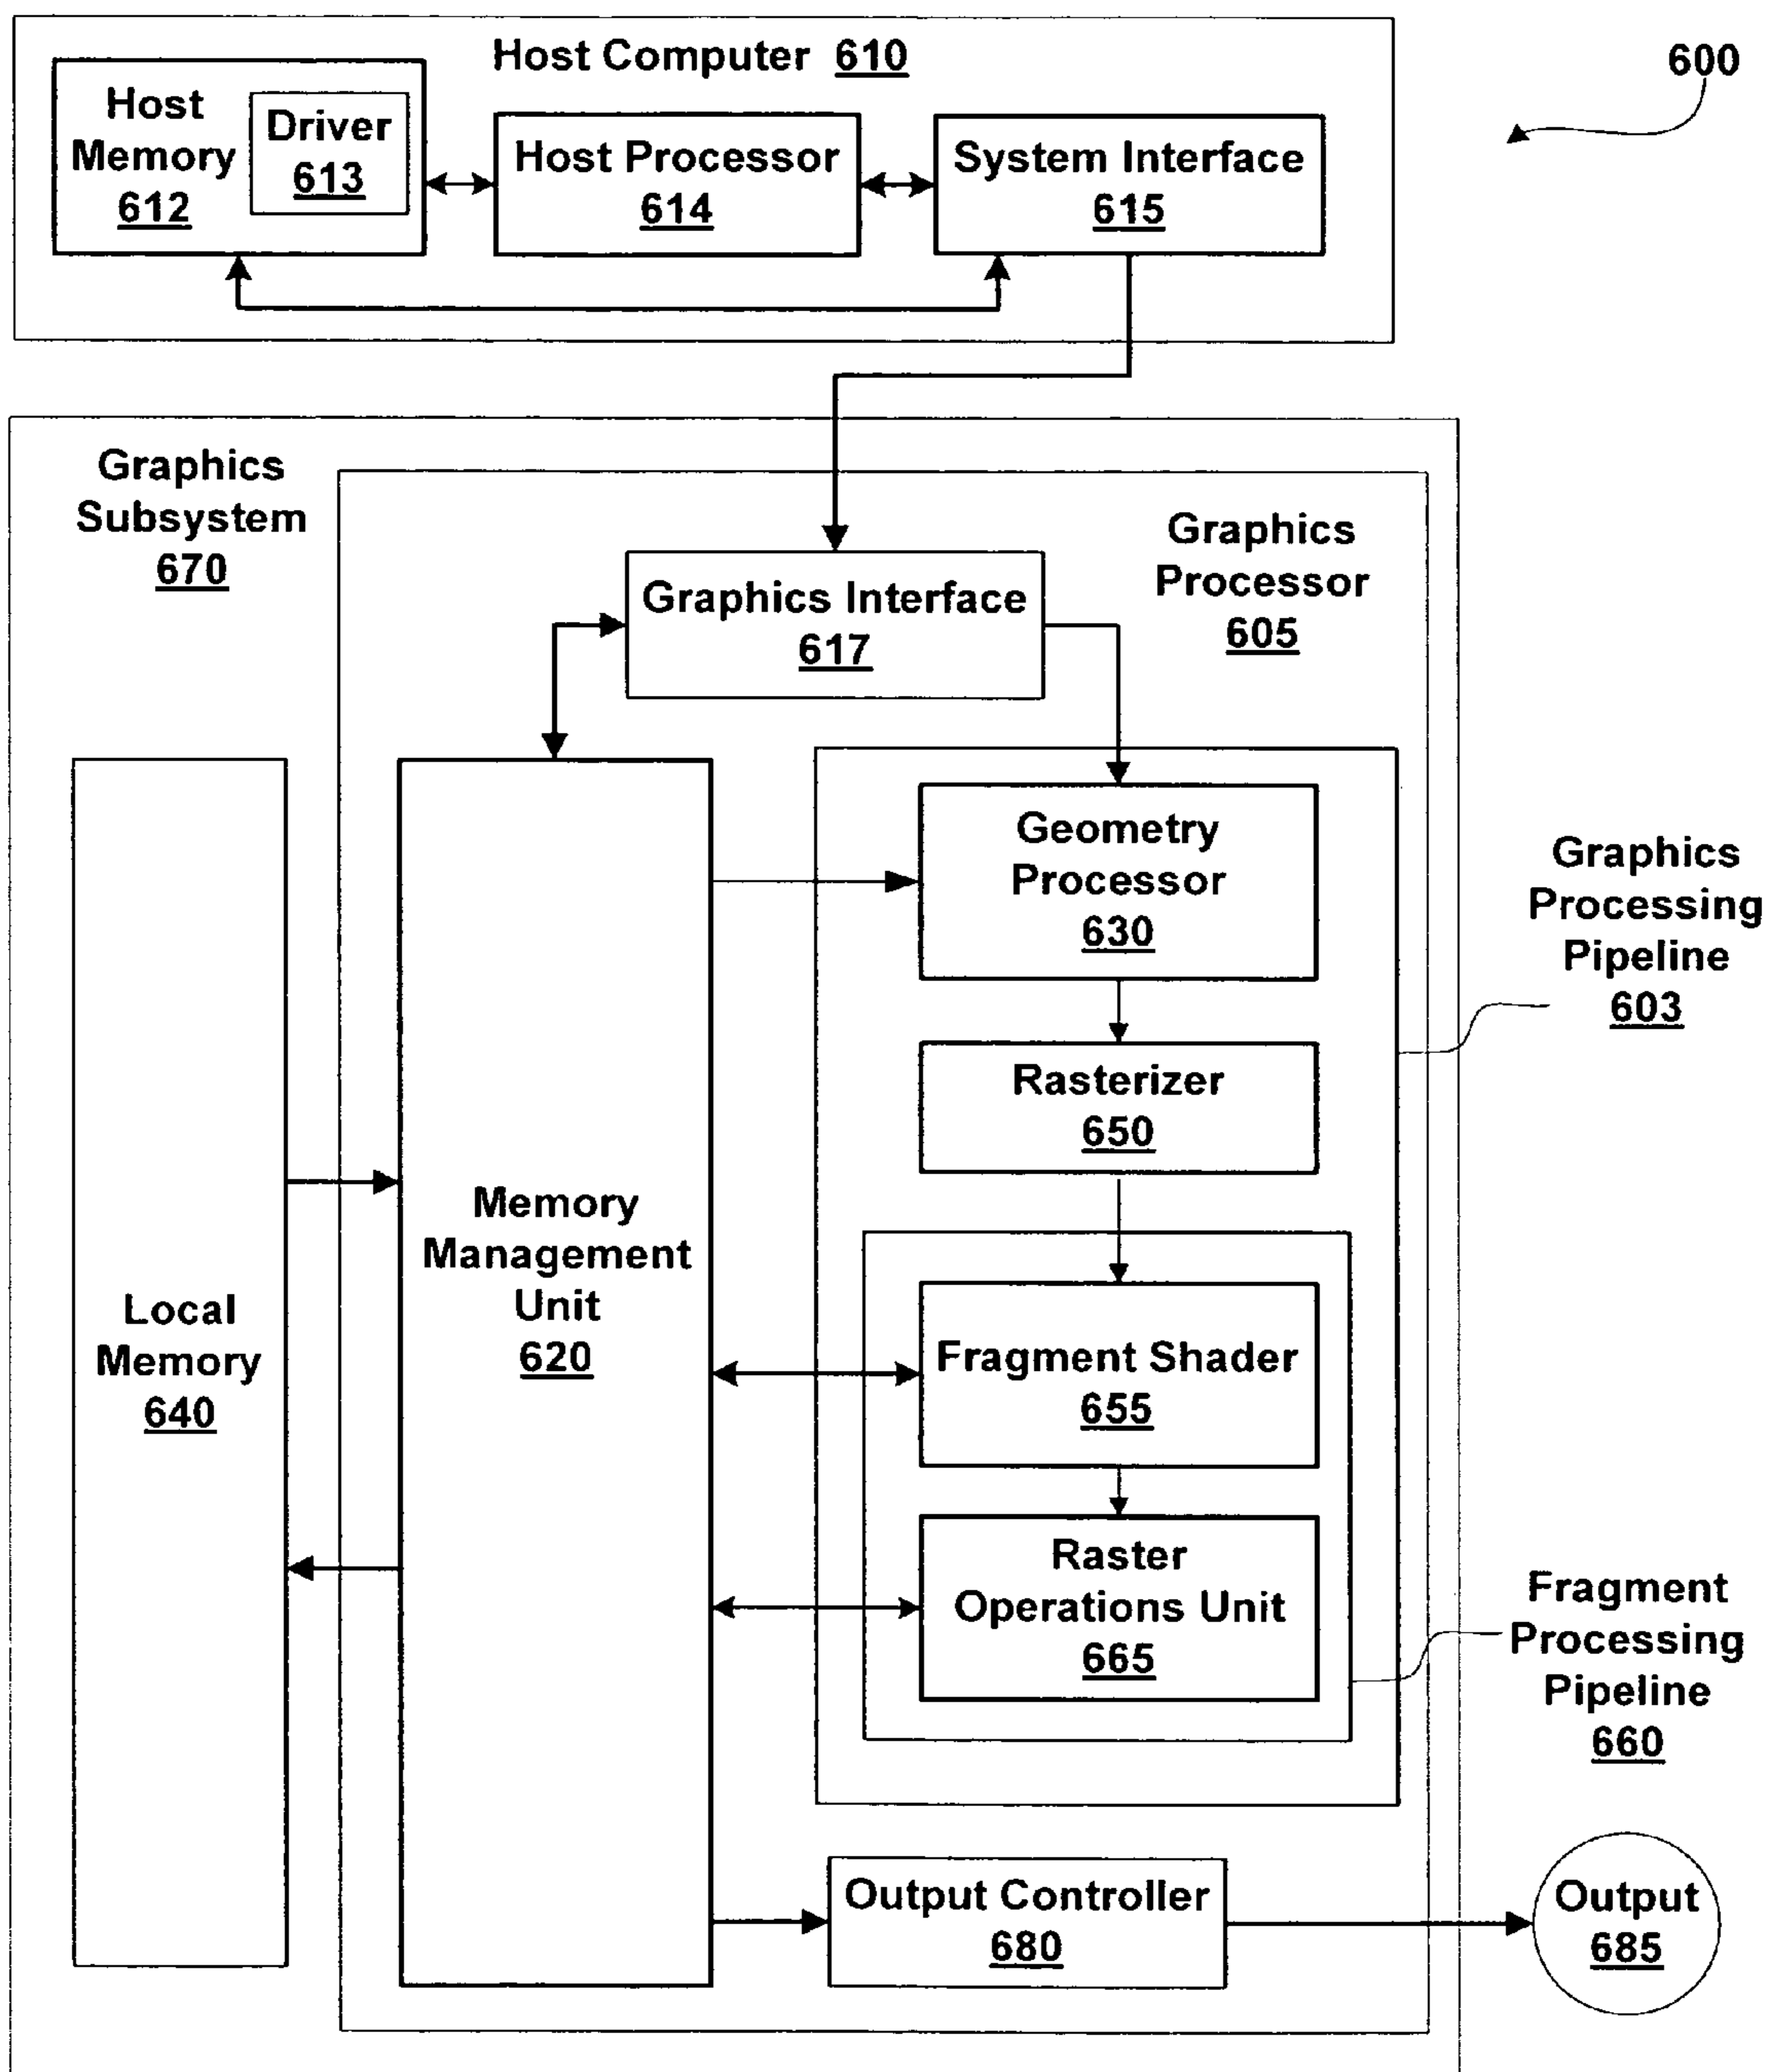 Host Computer 610
600
Host
Memory
612
Driver
613
Host Processor
614
System Interface
615
Graphics
Subsystem
670
Graphics
Processor
605
Graphics Interface
617
Geometry
Processor
630
Graphics
Processing
Pipeline
603
Rasterizer
650
Memory
Management
Unit
620
Local
Memory
640
Fragment Shader
655
Raster
Operations Unit
665
Fragment
Processing
Pipeline
660
Output Controller
680
Output
685